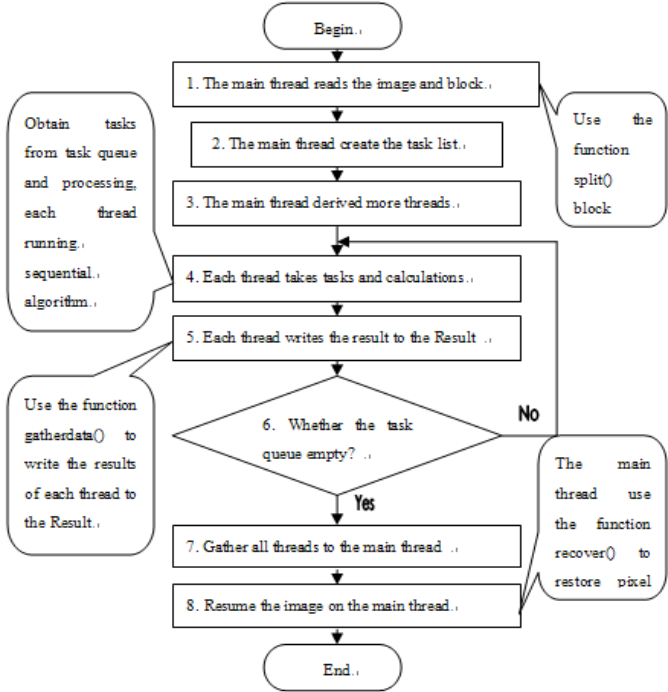 Begin.
1. The main thread reads the image and block.
Use the
function
split()
block
Obtain tasks
from task queue
and processing,
each thread
running.
sequential.
algorithm.
2. The main thread create the task list.
3. The main thread derived more threads.
4. Each thread takes tasks and calculations.
5. Each thread writes the result to the Result .
Use the function
gatherdata() to
write the results
of each thread to
the Result.
6. Whether the task
queue empty? .
No
Yes
The main
thread use
the function
recover() to
restore pixel
7. Gather all threads to the main thread .
8. Resume the image on the main thread.
End.